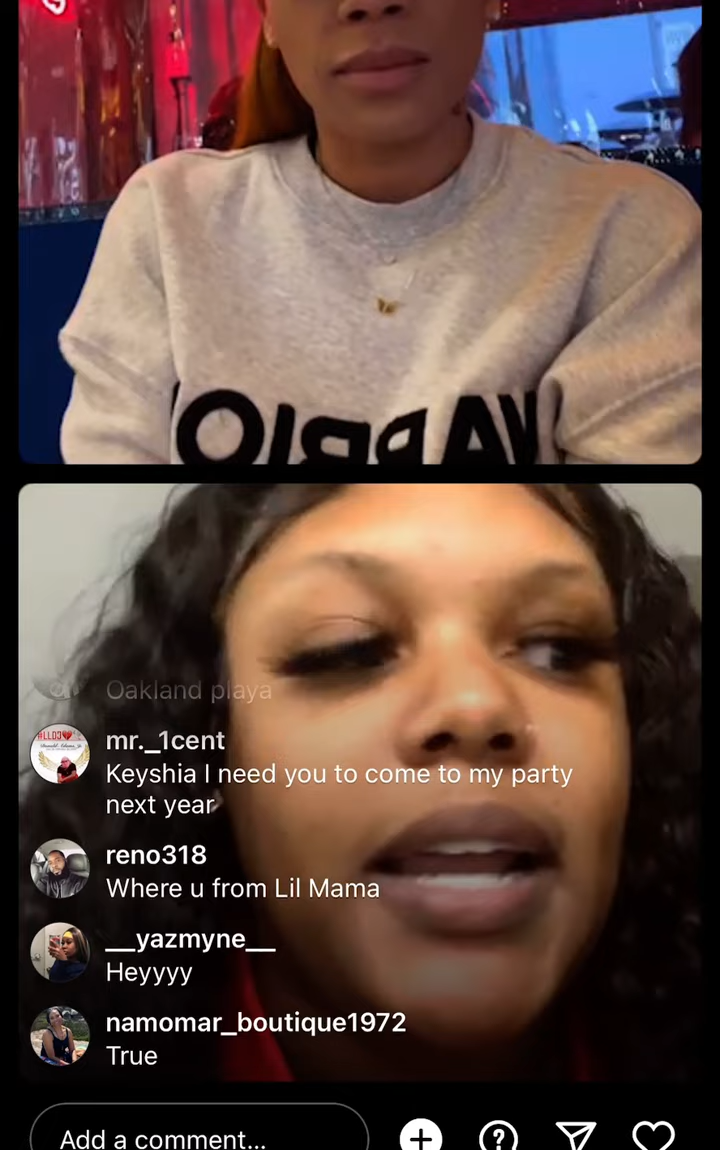 WARRIO
Oakland playa
mr._1cent
Keyshia I need you to come to my party
next year
reno318
Where u from Lil Mama
__yazmyne__
Heyyyy
namomar_boutique1972
True
Add a comment...